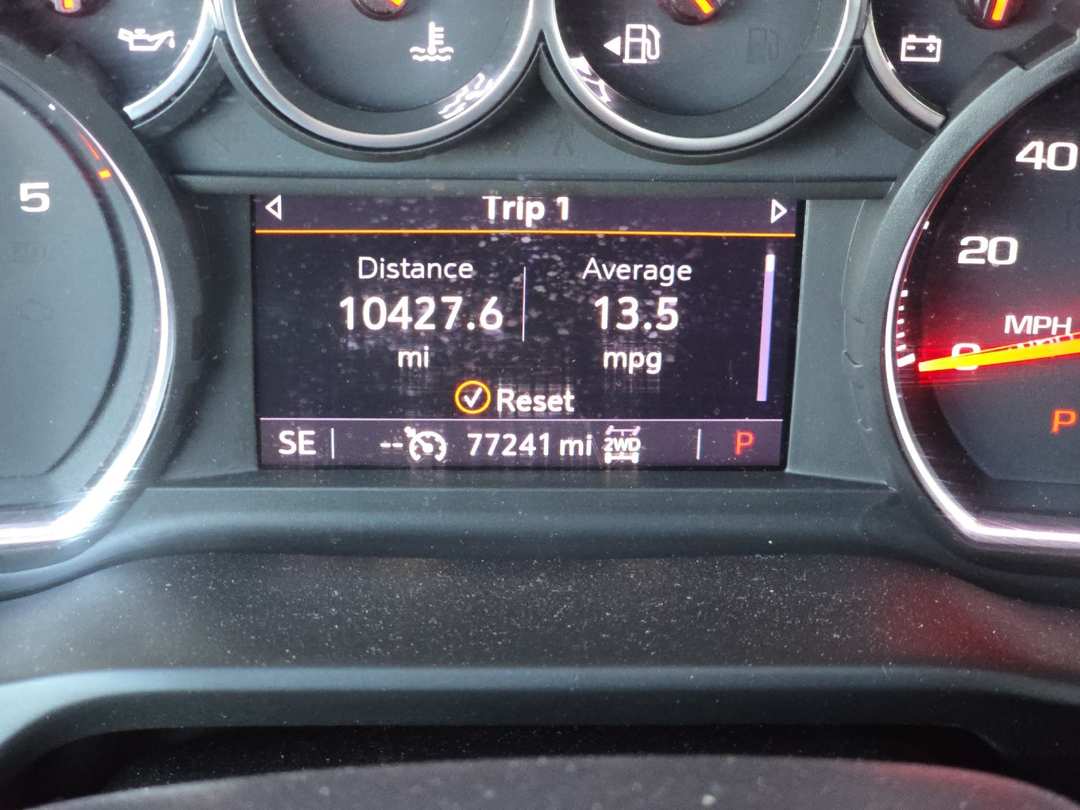 5
40
20
MPH
0
P
Trip 1
Distance
Average
10427.6
13.5
mi
mpg
Reset
SE -- 77241 mi 2WD P